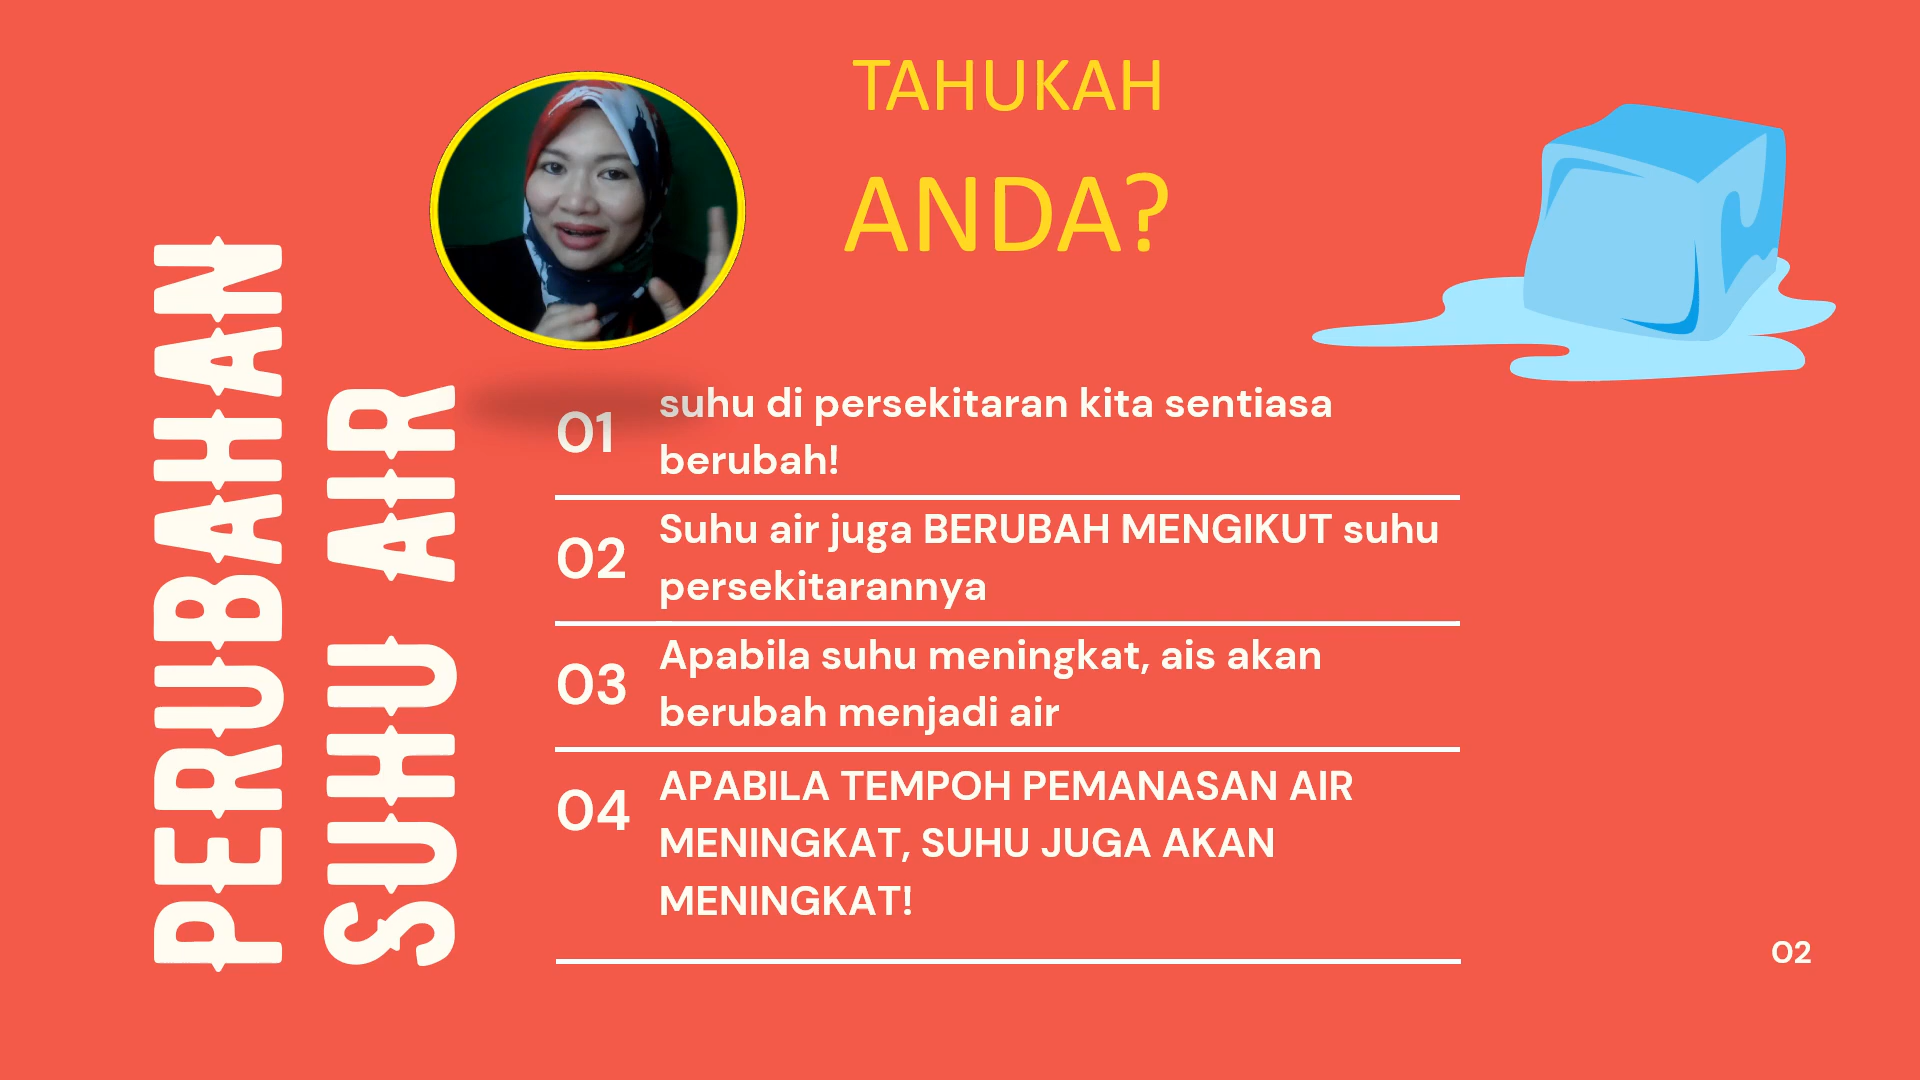 PERUBAHAN
SUHU AIR
TAHUKAH
ANDA?
01
suhu di persekitaran kita sentiasa
berubah!
02
Suhu air juga BERUBAH MENGIKUT suhu
persekitarannya
03
Apabila suhu meningkat, ais akan
berubah menjadi air
04
APABILA TEMPOH PEMANASAN AIR
MENINGKAT, SUHU JUGA AKAN
MENINGKAT!
02